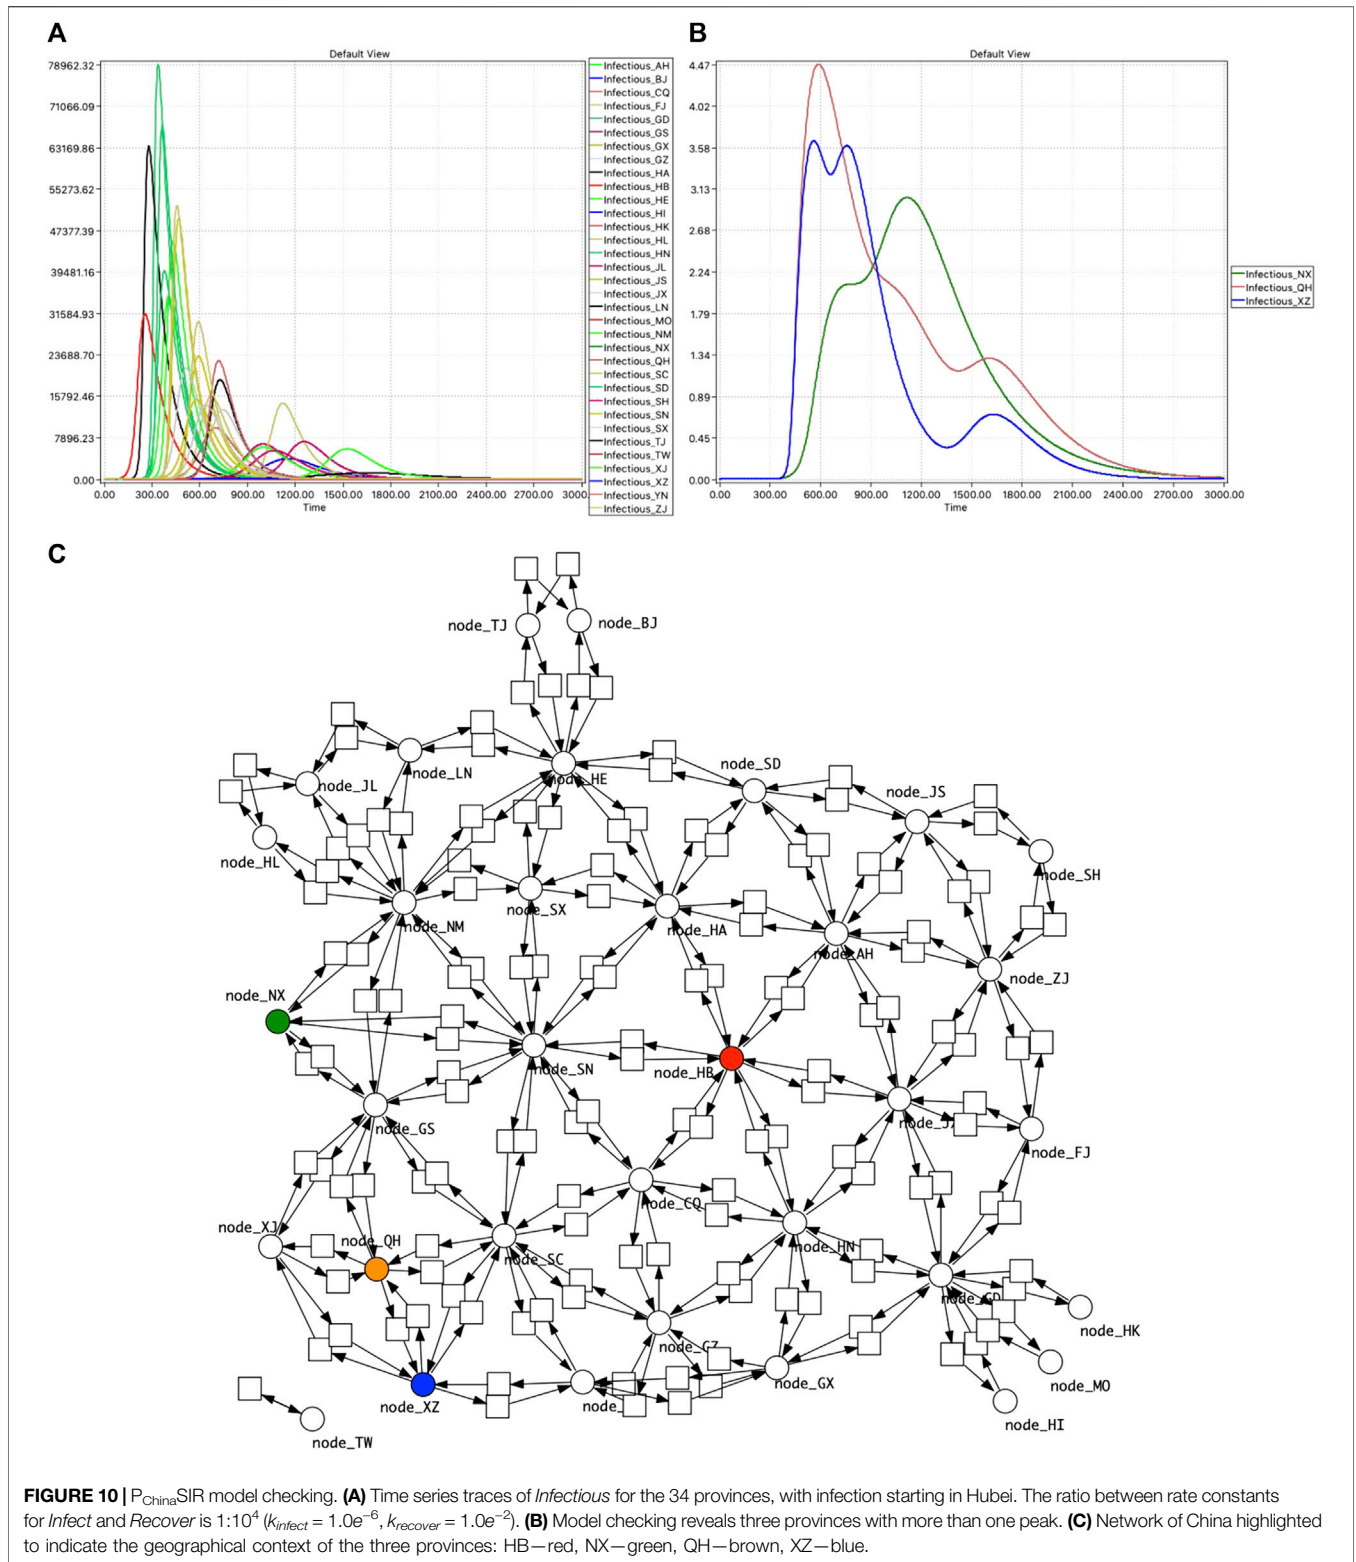 A
Default View
78962.32
71066.09
63169.86
55273.62
47377.39
39481.16
31584.93
23688.70
15792.46
7896.23
0.00
0.00 300.00 600.00 900.00 1200.00 1500.00 1800.00 2100.00 2400.00 2700.00 3000.
Time
Infectious_AH
Infectious_BJ
Infectious_CQ
Infectious_FJ
Infectious_GD
Infectious_GS
Infectious_GX
Infectious_GZ
Infectious_HA
Infectious_HB
Infectious_HE
Infectious_HI
Infectious_HK
Infectious_HL
Infectious_HN
Infectious_JL
Infectious_JS
Infectious_JX
Infectious_LN
Infectious_MO
Infectious_NM
Infectious_NX
Infectious_QH
Infectious_SC
Infectious_SD
Infectious_SH
Infectious_SN
Infectious_SX
Infectious_TJ
Infectious_TW
Infectious_XJ
Infectious_XZ
Infectious_YN
Infectious_ZJ
B
Default View
4.47
4.02
3.58
3.13
2.68
2.24
1.79
1.34
0.89
0.45
0.00
0.00 300.00 600.00 900.00 1200.00 1500.00 1800.00 2100.00 2400.00 2700.00 3000.00
Time
Infectious_NX
Infectious_QH
Infectious_XZ
C
node_TJ
node_BJ
node_LN
node_HE
node_SD
node_JL
node_JS
node_HL
node_SH
node_SX
node_NM
node_HA
node_AH
node_ZJ
node_NX
node_SN
node_HB
node_GS
node_J
node_FJ
node_CQ
node_XJ
node_QH
node_SC
node_HN
node_GD
node_HK
node_GZ
node_MO
node_GX
node_XZ
node_
node_HI
node_TW
FIGURE 10 | PChinaSIR model checking. (A) Time series traces of Infectious for the 34 provinces, with infection starting in Hubei. The ratio between rate constants
for Infect and Recover is 1:10⁴ (kinfect = 1.0e⁻⁶, krecover = 1.0e⁻²). (B) Model checking reveals three provinces with more than one peak. (C) Network of China highlighted
to indicate the geographical context of the three provinces: HB—red, NX—green, QH—brown, XZ—blue.